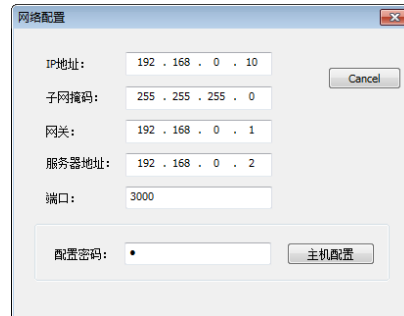 网络配置
IP地址: 192 . 168 . 0 . 10
Cancel
子网掩码: 255 . 255 . 255 . 0
网关: 192 . 168 . 0 . 1
服务器地址: 192 . 168 . 0 . 2
端口: 3000
配置密码: ● 主机配置